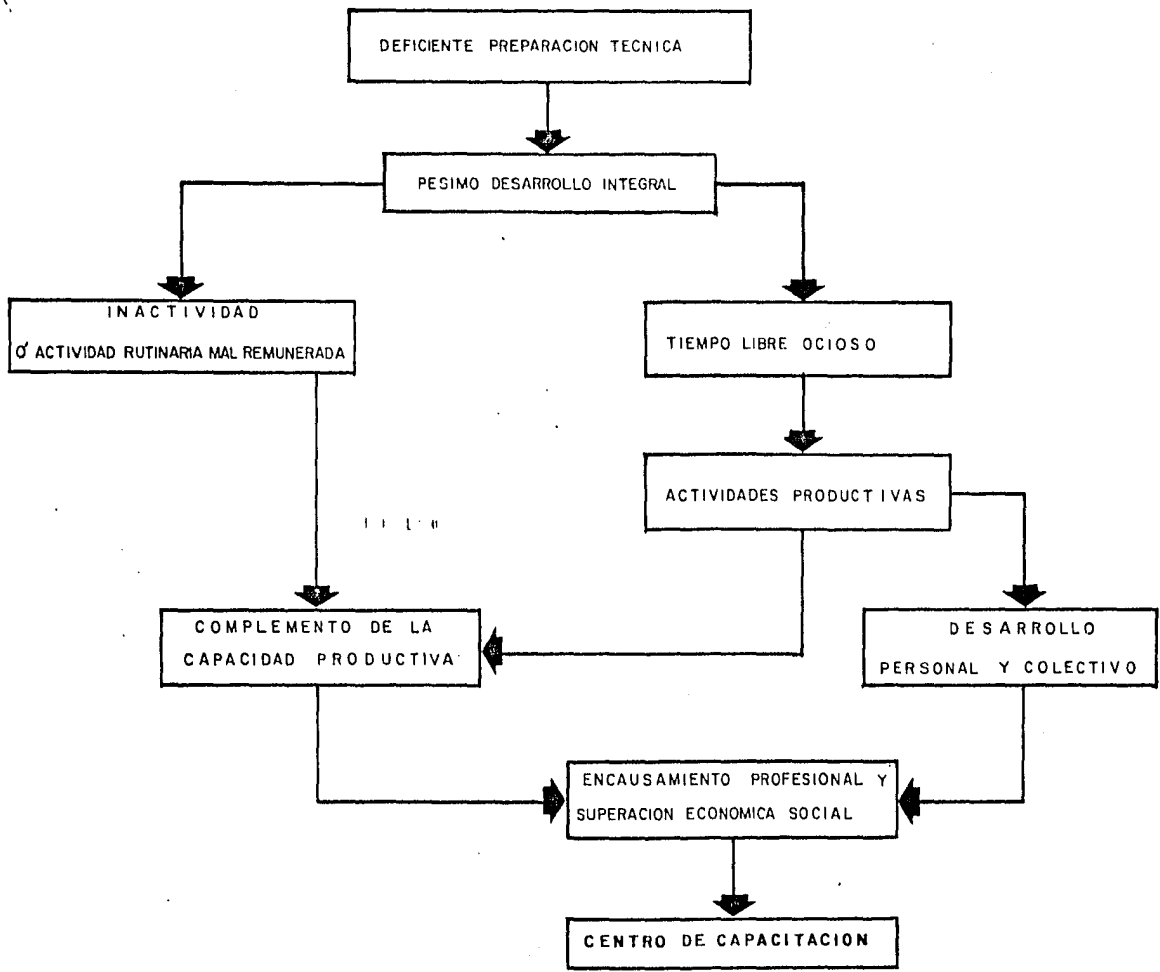 DEFICIENTE PREPARACION TECNICA
PESIMO DESARROLLO INTEGRAL
INACTIVIDAD
Ó ACTIVIDAD RUTINARIA MAL REMUNERADA
TIEMPO LIBRE OCIOSO
ACTIVIDADES PRODUCTIVAS
COMPLEMENTO DE LA
CAPACIDAD PRODUCTIVA
DESARROLLO
PERSONAL Y COLECTIVO
ENCAUSAMIENTO PROFESIONAL Y
SUPERACION ECONOMICA SOCIAL
CENTRO DE CAPACITACION